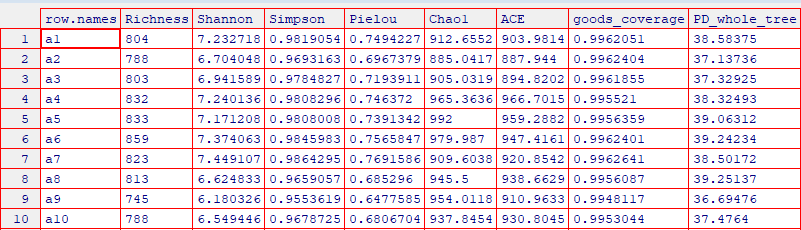 row.names Richness Shannon Simpson Pielou Chao1 ACE goods_coverage PD_whole_tree
1 a1 804 7.232718 0.9819054 0.7494227 912.6552 903.9814 0.9962051 38.58375
2 a2 788 6.704048 0.9693163 0.6967379 885.0417 887.944 0.9962404 37.13736
3 a3 803 6.941589 0.9784827 0.7193911 905.0319 894.8202 0.9961855 37.32925
4 a4 832 7.240136 0.9808296 0.746372 965.3636 966.7015 0.995521 38.32493
5 a5 833 7.171208 0.9808008 0.7391342 992 959.2882 0.9956359 39.06312
6 a6 859 7.374063 0.9845983 0.7565847 979.987 947.4161 0.9962401 39.24234
7 a7 823 7.449107 0.9864295 0.7691586 909.6038 920.8542 0.9962641 38.50172
8 a8 813 6.624833 0.9659057 0.685296 945.5 938.6629 0.9956087 39.25137
9 a9 745 6.180326 0.9553619 0.6477585 954.0118 910.9633 0.9948117 36.69476
10 a10 788 6.549446 0.9678725 0.6806704 937.8454 930.8045 0.9953044 37.4764